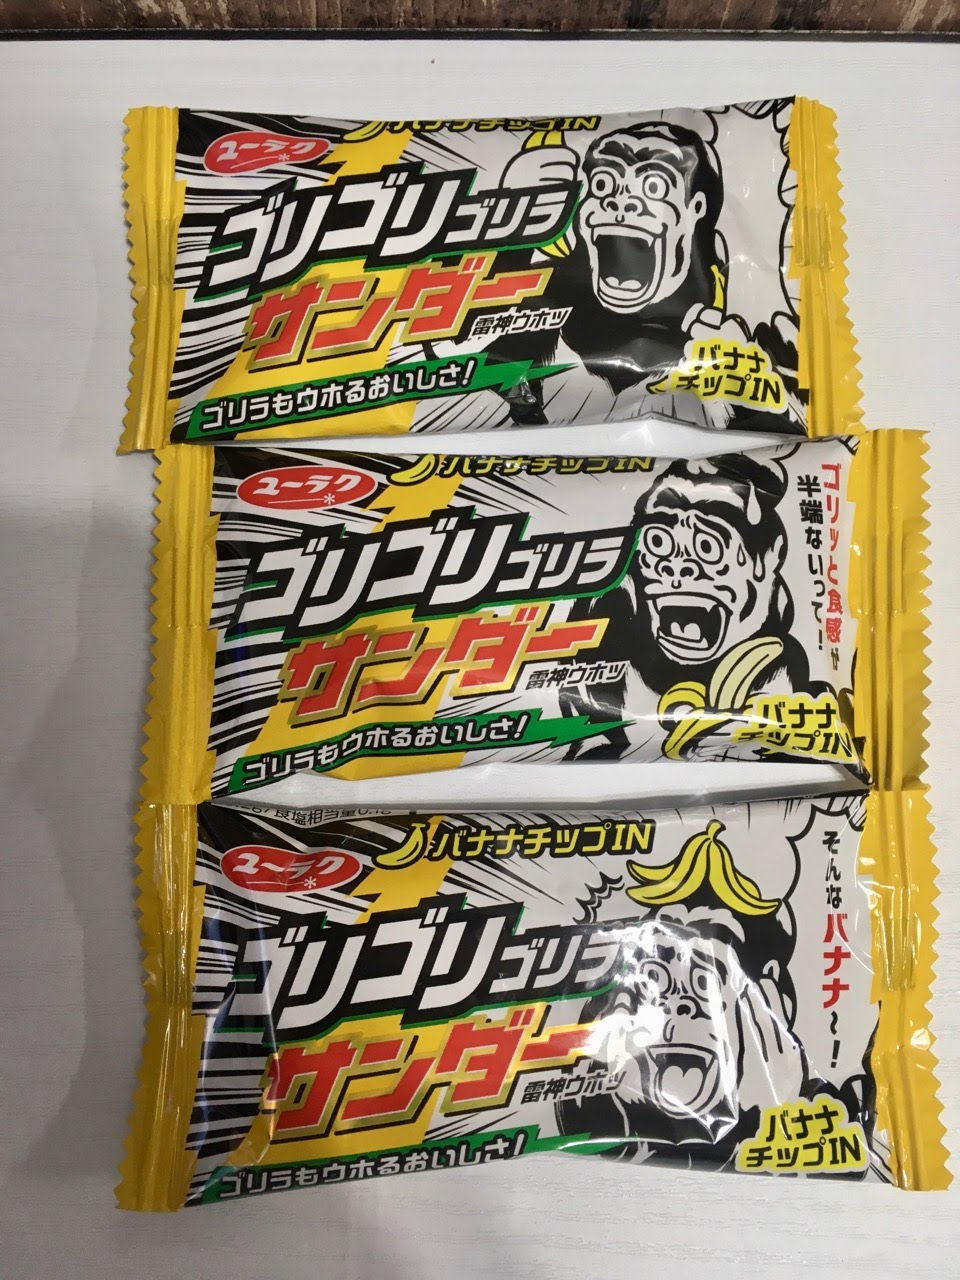 バナナチップIN
ユーラク
ゴリゴリゴリラ
サンダー
雷神ウホッ
バナナ
チップIN
ゴリラもウホるおいしさ!
バナナチップIN
ユーラク
ゴリッと食感が
半端ないって!
ゴリゴリゴリラ
サンダー
雷神ウホッ
バナナ
チップIN
ゴリラもウホるおいしさ!
食塩相当量0.1g
バナナチップIN
ユーラク
そんなバナナ〜!
ゴリゴリゴリラ
サンダー
雷神ウホッ
バナナ
チップIN
ゴリラもウホるおいしさ!